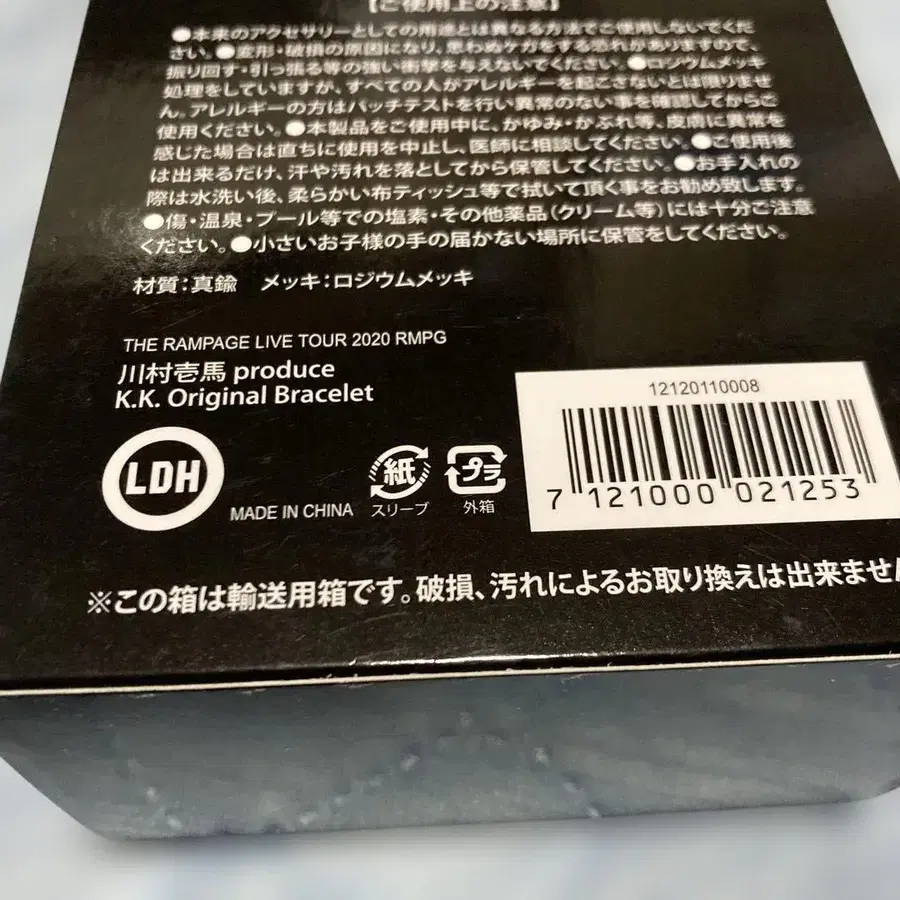 【ご使用上の注意】
●本来のアクセサリーとしての用途とは異なる方法でご使用しないでくだ
さい。●変形・破損の原因になり、思わぬケガをする恐れがありますので、
振り回す・引っ張る等の強い衝撃を与えないでください。●ロジウムメッキ
処理をしていますが、すべての人がアレルギーを起こさないとは限りませ
ん。アレルギーの方はパッチテストを行い異常のない事を確認してからご
使用ください。●本製品をご使用中に、かゆみ・かぶれ等、皮膚に異常を
感じた場合は直ちに使用を中止し、医師に相談してください。●ご使用後
は出来るだけ、汗や汚れを落としてから保管してください。●お手入れの
際は水洗い後、柔らかい布ティッシュ等で拭いて頂く事をお勧め致します。
●傷・温泉・プール等での塩素・その他薬品（クリーム等）には十分ご注意
ください。●小さいお子様の手の届かない場所に保管をしてください。
材質：真鍮　メッキ：ロジウムメッキ
THE RAMPAGE LIVE TOUR 2020 RMPG
川村壱馬 produce
K.K. Original Bracelet
12120110008
7 121000 021253
LDH
MADE IN CHINA
紙
スリーブ
プラ
外箱
※この箱は輸送用箱です。破損、汚れによるお取り換えは出来ません